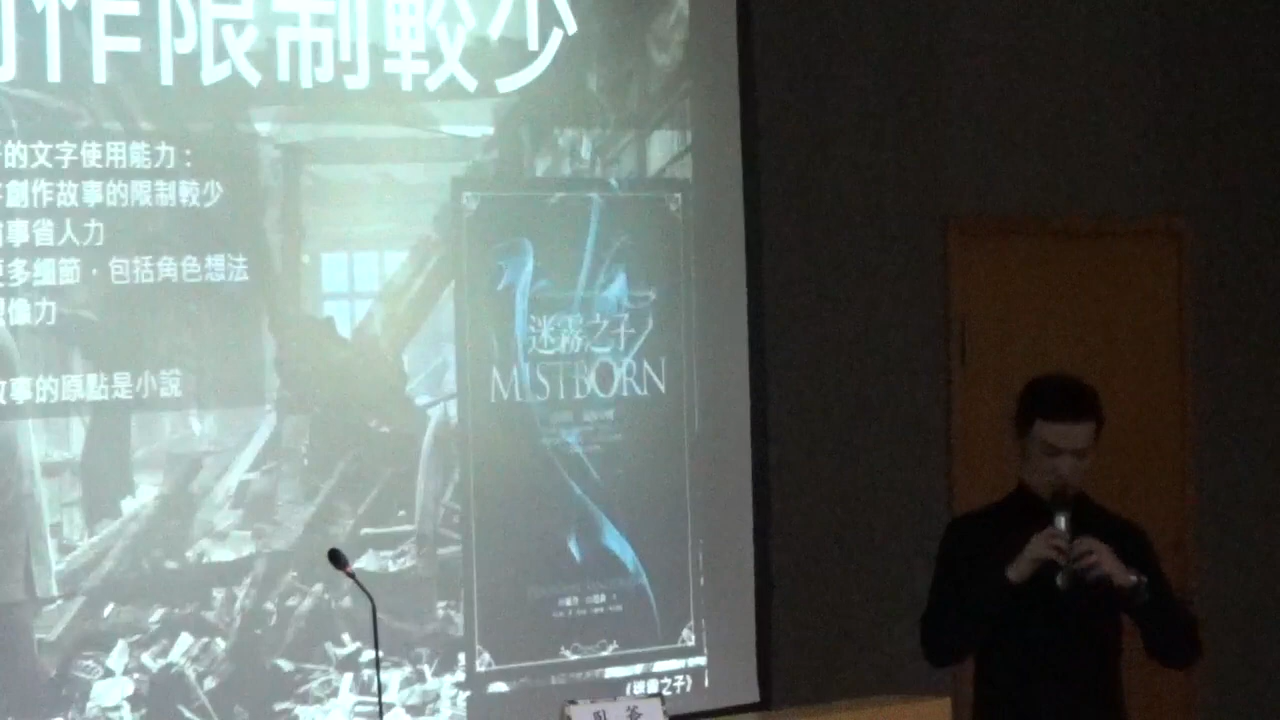 作限制較少
的文字使用能力：
創作故事的限制較少
事省人力
更多細節，包括角色想法
想像力
故事的原點是小說
迷霧之子
MISTBORN
《迷霧之子》